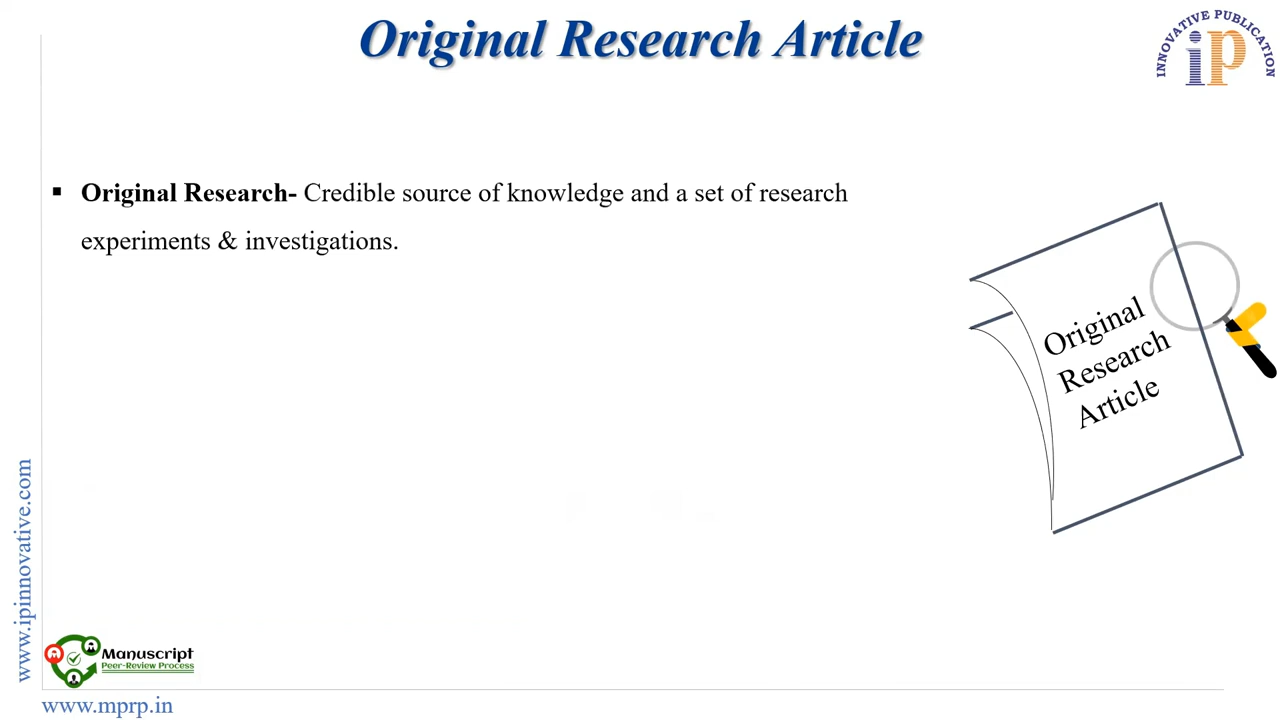 Original Research Article
INNOVATIVE PUBLICATION
iP
▪ Original Research- Credible source of knowledge and a set of research
experiments & investigations.
Original
Research
Article
www.ipinnovative.com
Manuscript
Peer-Review Process
www.mprp.in